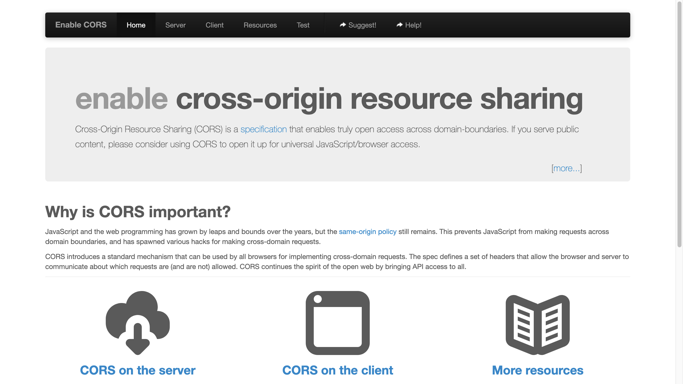 Enable CORS Home Server Client Resources Test Suggest! Help!
enable cross-origin resource sharing
Cross-Origin Resource Sharing (CORS) is a specification that enables truly open access across domain-boundaries. If you serve public
content, please consider using CORS to open it up for universal JavaScript/browser access.
[more...]
Why is CORS important?
JavaScript and the web programming has grown by leaps and bounds over the years, but the same-origin policy still remains. This prevents JavaScript from making requests across
domain boundaries, and has spawned various hacks for making cross-domain requests.
CORS introduces a standard mechanism that can be used by all browsers for implementing cross-domain requests. The spec defines a set of headers that allow the browser and server to
communicate about which requests are (and are not) allowed. CORS continues the spirit of the open web by bringing API access to all.
CORS on the server CORS on the client More resources